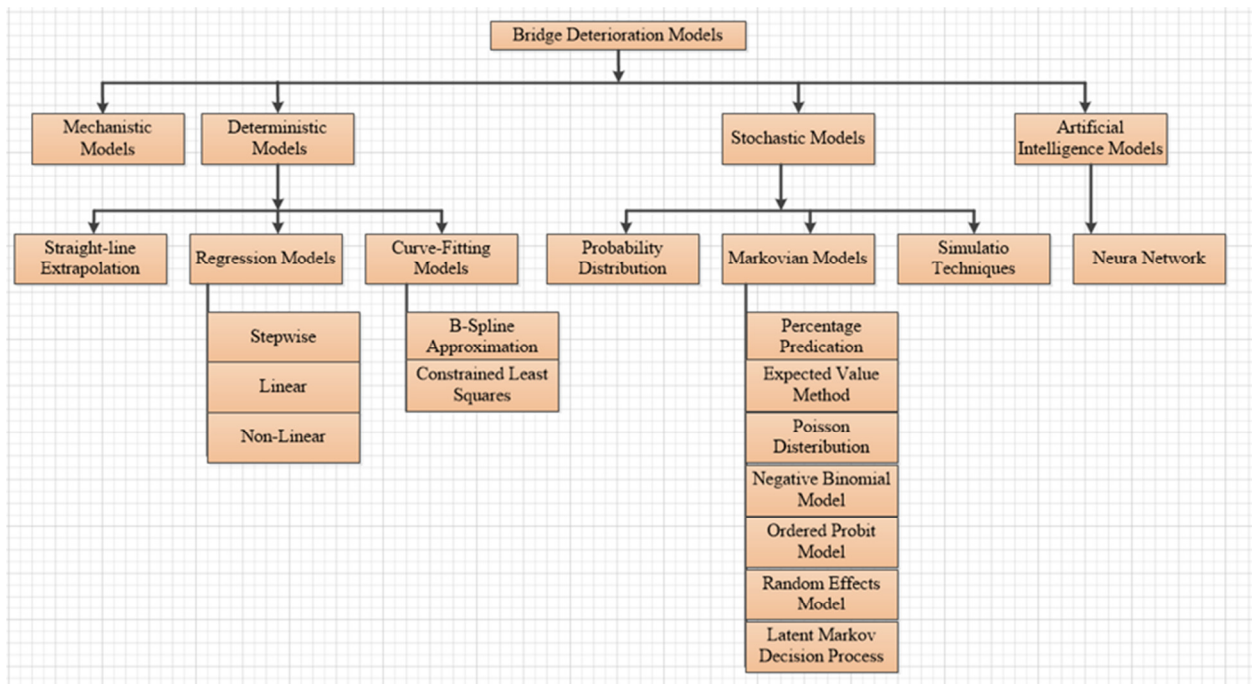 Bridge Deterioration Models
Mechanistic
Models
Deterministic
Models
Stochastic Models
Artificial
Intelligence Models
Straight-line
Extrapolation
Regression Models
Curve-Fitting
Models
Probability
Distribution
Markovian Models
Simulatio
Techniques
Neura Network
Stepwise
Linear
Non-Linear
B-Spline
Approximation
Constrained Least
Squares
Percentage
Predication
Expected Value
Method
Poisson
Disteribution
Negative Binomial
Model
Ordered Probit
Model
Random Effects
Model
Latent Markov
Decision Process